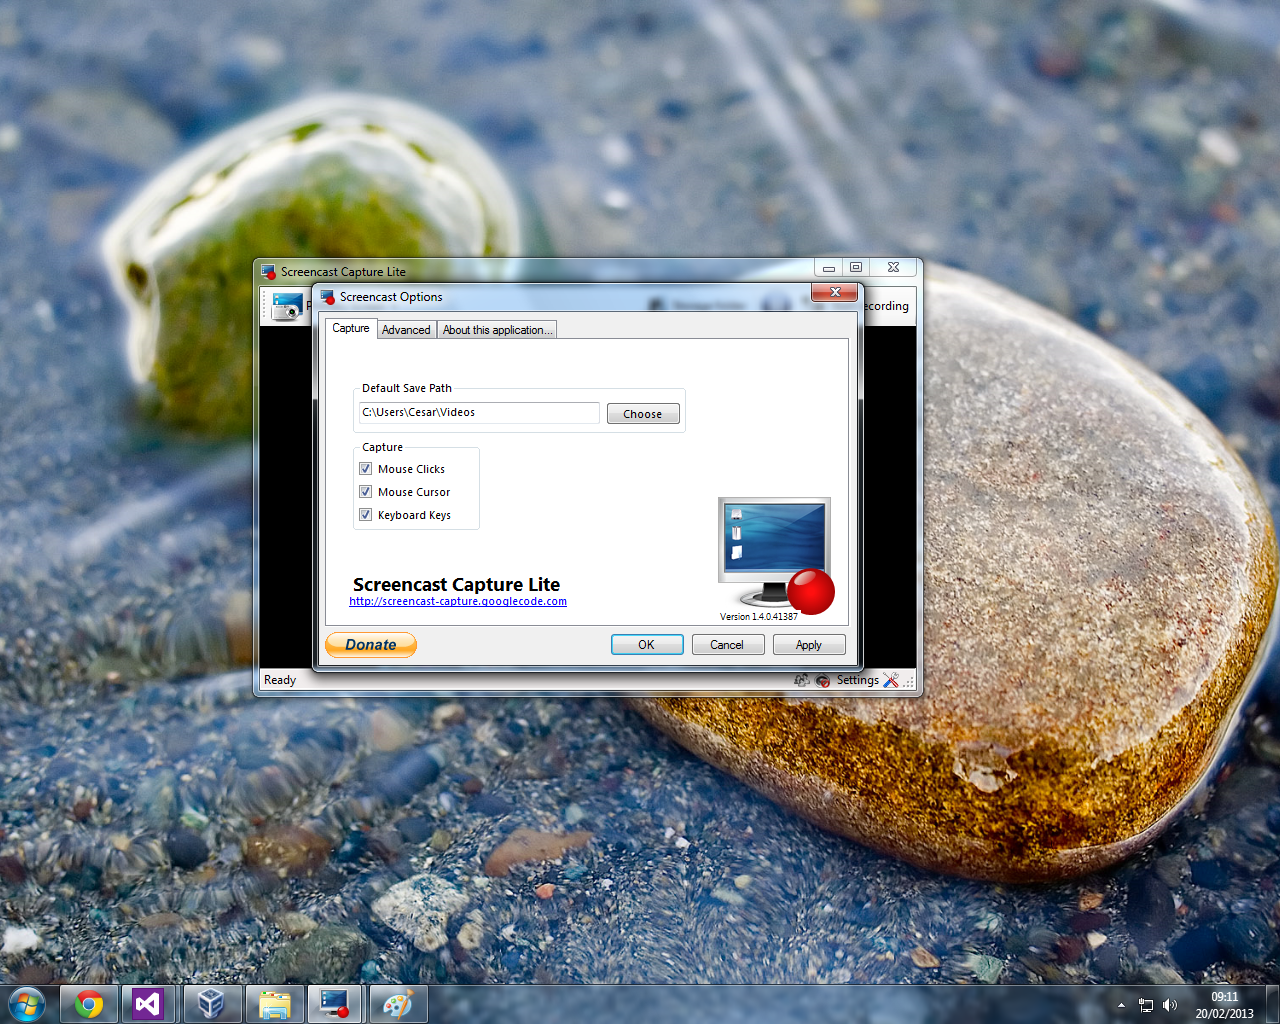 Screencast Capture Lite
Screencast Options
ecording
Capture
Advanced
About this application...
Default Save Path
C:\Users\Cesar\Videos
Choose
Capture
Mouse Clicks
Mouse Cursor
Keyboard Keys
Screencast Capture Lite
http://screencast-capture.googlecode.com
Version 1.4.0.41387
Donate
OK
Cancel
Apply
Ready
Settings
09:11
20/02/2013